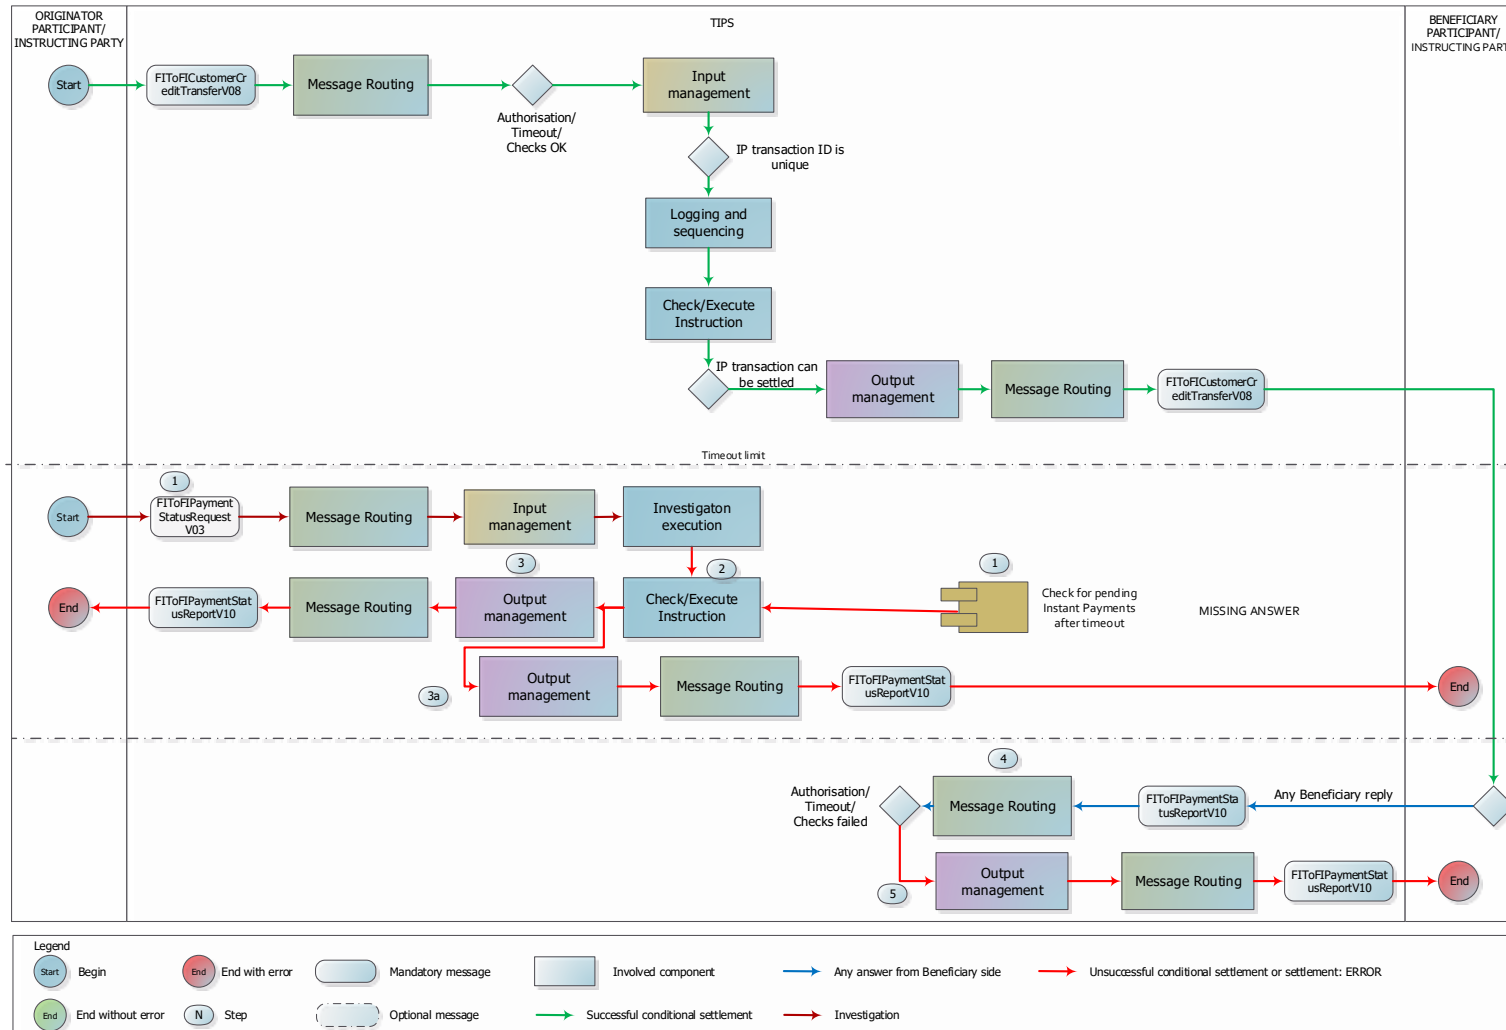 ORIGINATOR
PARTICIPANT/
INSTRUCTING PARTY
TIPS
BENEFICIARY
PARTICIPANT/
INSTRUCTING PART
Start
FIToFICustomerCr
editTransferV08
Message Routing
Authorisation/
Timeout/
Checks OK
Input
management
IP transaction ID is
unique
Logging and
sequencing
Check/Execute
Instruction
IP transaction can
be settled
Output
management
Message Routing
FIToFICustomerCr
editTransferV08
Timeout limit
1
Start
FIToFIPayment
StatusRequest
V03
Message Routing
Input
management
Investigaton
execution
3
2
1
End
FIToFIPaymentStat
usReportV10
Message Routing
Output
management
Check/Execute
Instruction
Check for pending
Instant Payments
after timeout
MISSING ANSWER
3a
Output
management
Message Routing
FIToFIPaymentStat
usReportV10
End
4
Authorisation/
Timeout/
Checks failed
Message Routing
FIToFIPaymentSta
tusReportV10
Any Beneficiary reply
5
Output
management
Message Routing
FIToFIPaymentStat
usReportV10
End
Legend
Start
Begin
End
End with error
Mandatory message
Involved component
Any answer from Beneficiary side
Unsuccessful conditional settlement or settlement: ERROR
End
End without error
N
Step
Optional message
Successful conditional settlement
Investigation